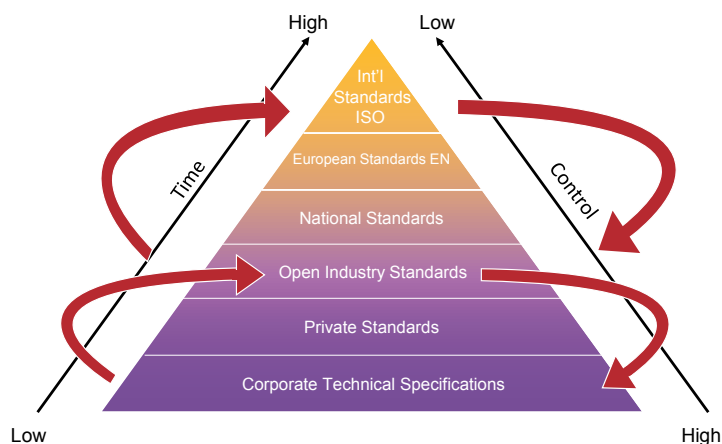 High
Low
Int'l
Standards
ISO
European Standards EN
Time
Control
National Standards
Open Industry Standards
Private Standards
Corporate Technical Specifications
Low
High